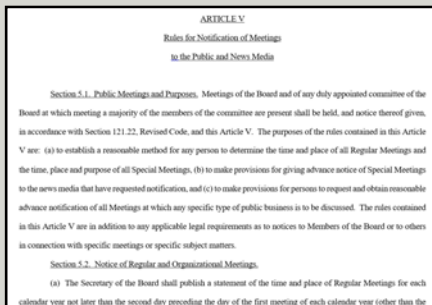 ARTICLE V
Rules for Notification of Meetings
to the Public and News Media
Section 5.1. Public Meetings and Purposes. Meetings of the Board and of any duly appointed committee of the
Board at which meeting a majority of the members of the committee are present shall be held, and notice thereof given,
in accordance with Section 121.22, Revised Code, and this Article V. The purposes of the rules contained in this Article
V are: (a) to establish a reasonable method for any person to determine the time and place of all Regular Meetings and
the time, place and purpose of all Special Meetings, (b) to make provisions for giving advance notice of Special Meetings
to the news media that have requested notification, and (c) to make provisions for persons to request and obtain reasonable
advance notification of all Meetings at which any specific type of public business is to be discussed. The rules contained
in this Article V are in addition to any applicable legal requirements as to notices to Members of the Board or to others
in connection with specific meetings or specific subject matters.
Section 5.2. Notice of Regular and Organizational Meetings.
(a) The Secretary of the Board shall publish a statement of the time and place of Regular Meetings for each
calendar year not later than the second day preceding the day of the first meeting of each calendar year (other than the